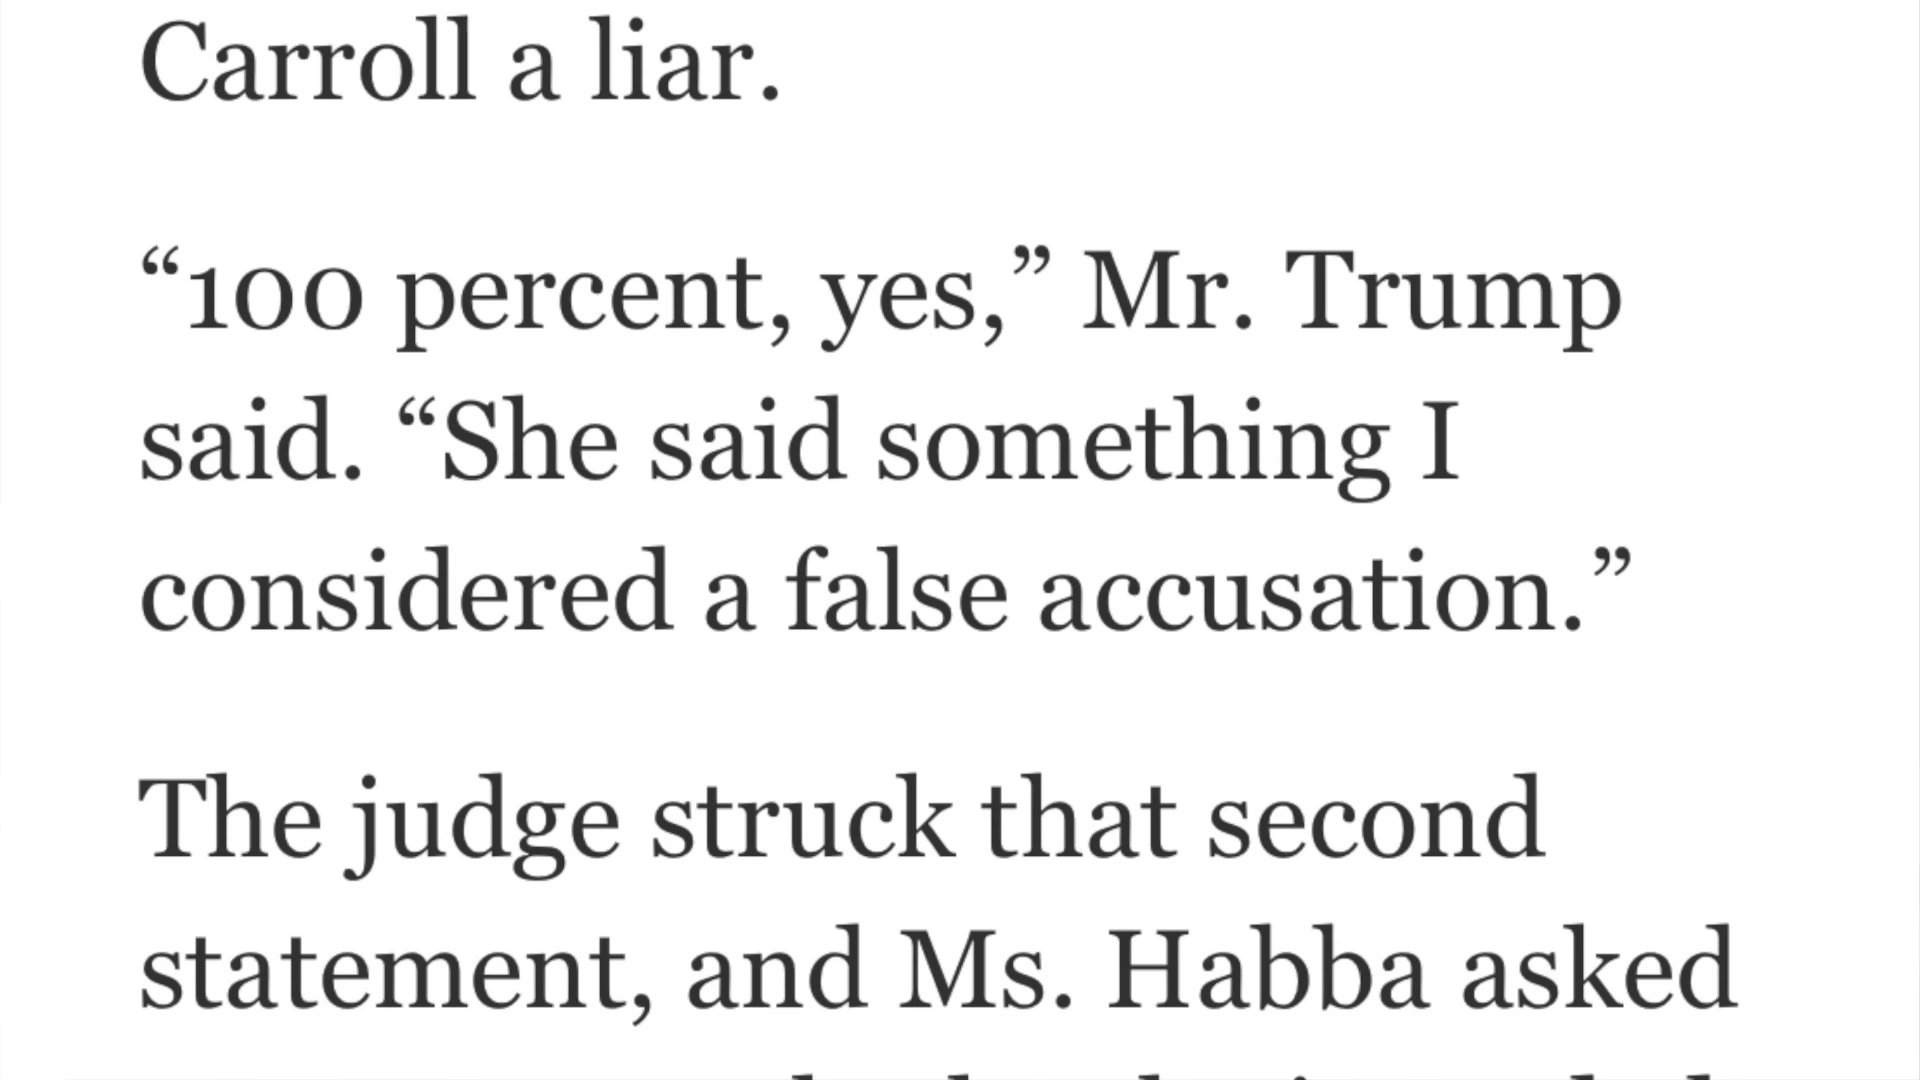 Carroll a liar.
“100 percent, yes,” Mr. Trump
said. “She said something I
considered a false accusation.”
The judge struck that second
statement, and Ms. Habba asked